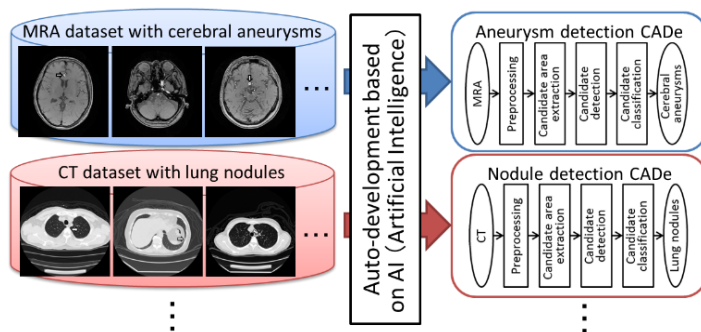 MRA dataset with cerebral aneurysms
...
CT dataset with lung nodules
...
Auto-development based
on AI (Artificial Intelligence)
Aneurysm detection CADe
MRA
Preprocessing
Candidate area
extraction
Candidate
detection
Candidate
classification
Cerebral
aneurysms
Nodule detection CADe
CT
Preprocessing
Candidate area
extraction
Candidate
detection
Candidate
classification
Lung nodules